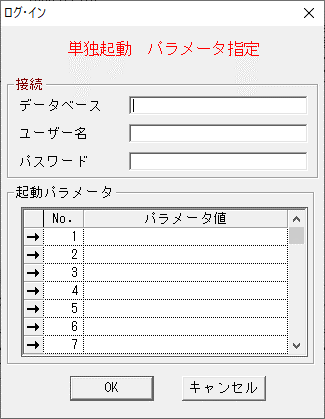 ログ・イン
単独起動　パラメータ指定
接続
データベース
ユーザー名
パスワード
起動パラメータ
No. パラメータ値
1
2
3
4
5
6
7
OK キャンセル